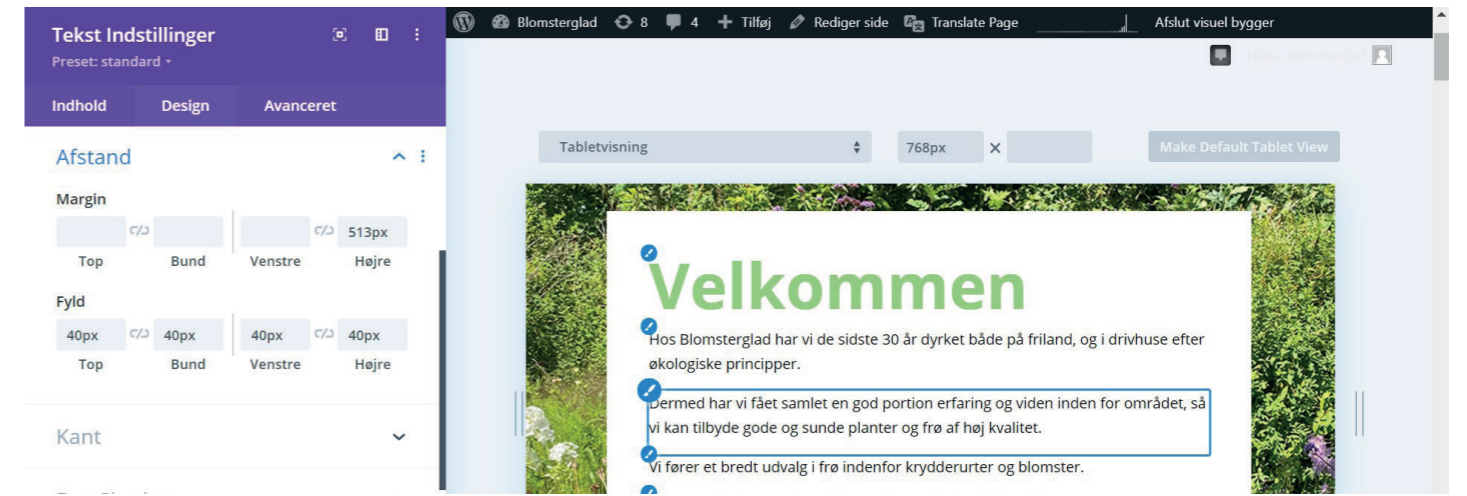 Tekst Indstillinger
Preset: standard
Indhold Design Avanceret
Afstand
Margin
513px
Top Bund Venstre Højre
Fyld
40px 40px 40px 40px
Top Bund Venstre Højre
Kant
Blomsterglad 8 4 Tilføj Rediger side Translate Page Afslut visuel bygger
Tabletvisning 768px × Make Default Tablet View
Velkommen
Hos Blomsterglad har vi de sidste 30 år dyrket både på friland, og i drivhuse efter
økologiske principper.
Dermed har vi fået samlet en god portion erfaring og viden inden for området, så
vi kan tilbyde gode og sunde planter og frø af høj kvalitet.
Vi fører et bredt udvalg i frø indenfor krydderurter og blomster.